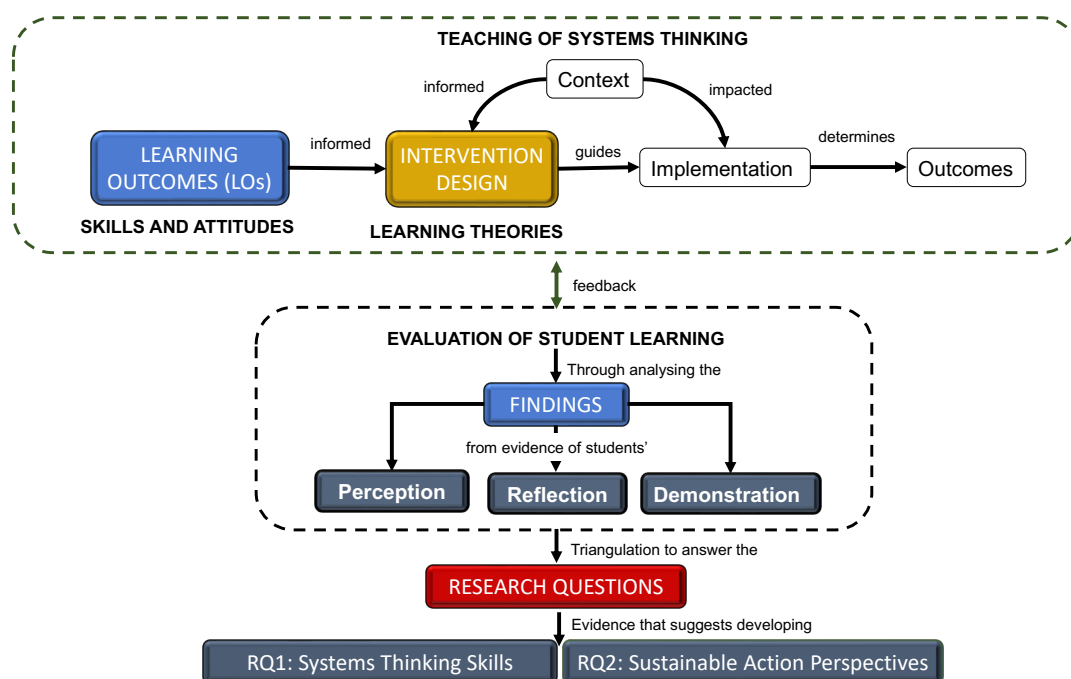 TEACHING OF SYSTEMS THINKING
informed
Context
impacted
LEARNING
OUTCOMES (LOs)
informed
INTERVENTION
DESIGN
guides
Implementation
determines
Outcomes
SKILLS AND ATTITUDES
LEARNING THEORIES
feedback
EVALUATION OF STUDENT LEARNING
Through analysing the
FINDINGS
from evidence of students’
Perception
Reflection
Demonstration
Triangulation to answer the
RESEARCH QUESTIONS
Evidence that suggests developing
RQ1: Systems Thinking Skills
RQ2: Sustainable Action Perspectives